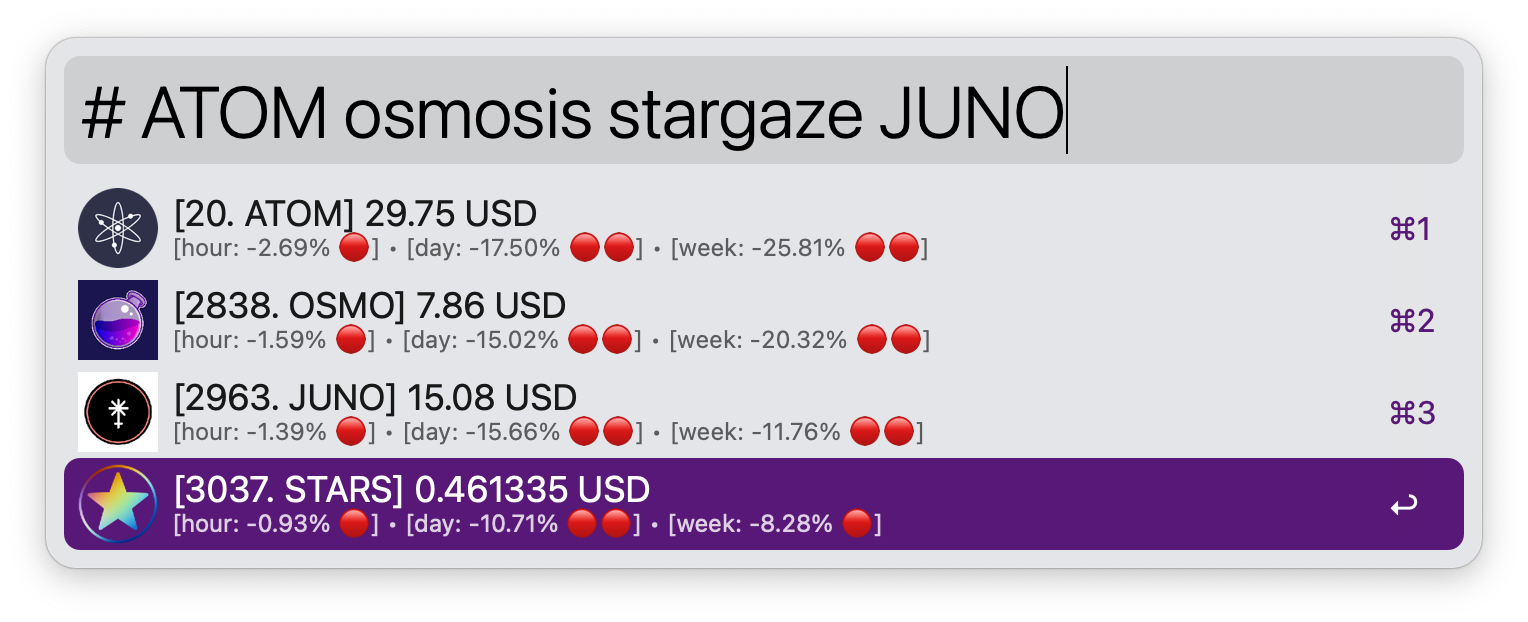 # ATOM osmosis stargaze JUNO
[20. ATOM] 29.75 USD
[hour: -2.69% 🔴] • [day: -17.50% 🔴🔴] • [week: -25.81% 🔴🔴]
⌘1
[2838. OSMO] 7.86 USD
[hour: -1.59% 🔴] • [day: -15.02% 🔴🔴] • [week: -20.32% 🔴🔴]
⌘2
[2963. JUNO] 15.08 USD
[hour: -1.39% 🔴] • [day: -15.66% 🔴🔴] • [week: -11.76% 🔴🔴]
⌘3
[3037. STARS] 0.461335 USD
[hour: -0.93% 🔴] • [day: -10.71% 🔴🔴] • [week: -8.28% 🔴]